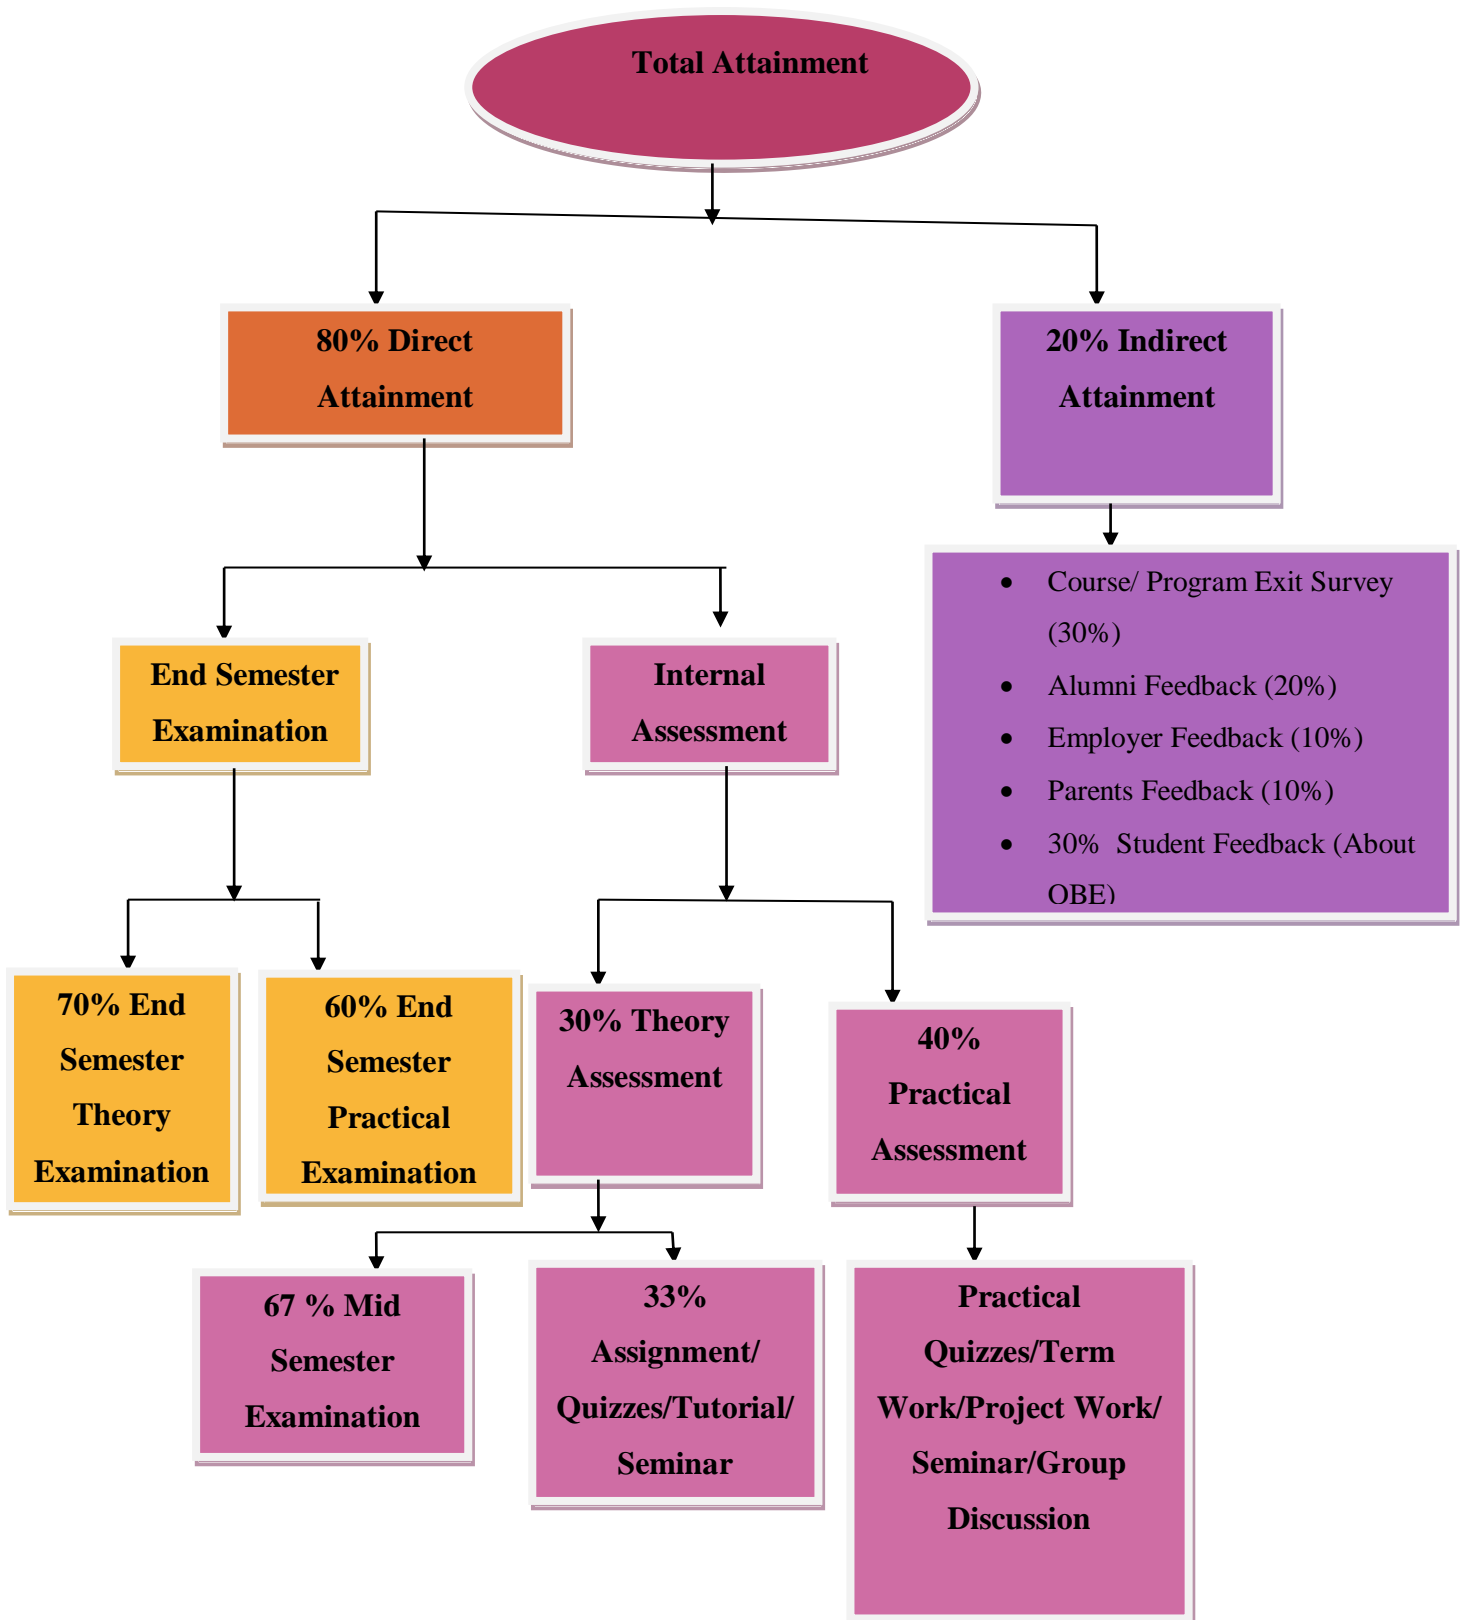 Total Attainment
80% Direct
Attainment
20% Indirect
Attainment
• Course/ Program Exit Survey
(30%)
• Alumni Feedback (20%)
• Employer Feedback (10%)
• Parents Feedback (10%)
• 30% Student Feedback (About
OBE)
End Semester
Examination
Internal
Assessment
70% End
Semester
Theory
Examination
60% End
Semester
Practical
Examination
30% Theory
Assessment
40%
Practical
Assessment
67 % Mid
Semester
Examination
33%
Assignment/
Quizzes/Tutorial/
Seminar
Practical
Quizzes/Term
Work/Project Work/
Seminar/Group
Discussion